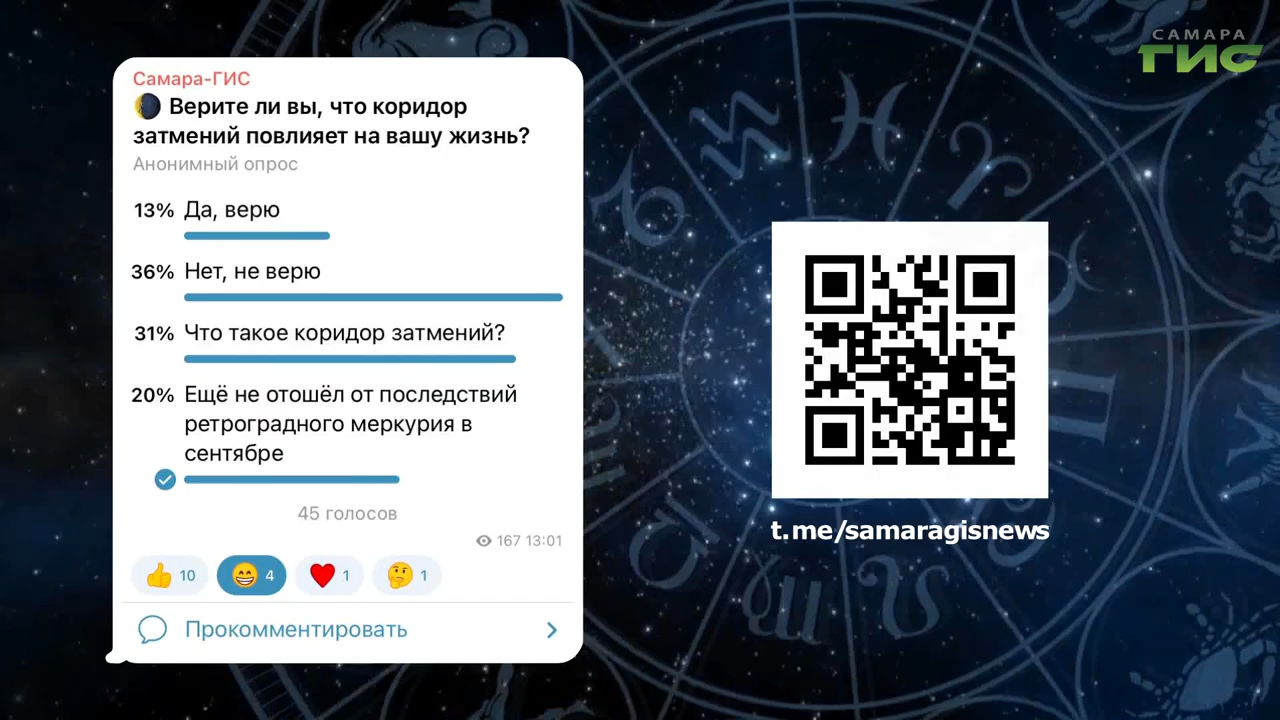 САМАРА
ГИС
Самара-ГИС
🌒 Верите ли вы, что коридор
затмений повлияет на вашу жизнь?
Анонимный опрос
13% Да, верю
36% Нет, не верю
31% Что такое коридор затмений?
20% Ещё не отошёл от последствий
ретроградного меркурия в
сентябре
45 голосов
167 13:01
👍 10 😁 4 ❤️ 1 🤔 1
Прокомментировать
t.me/samaragisnews